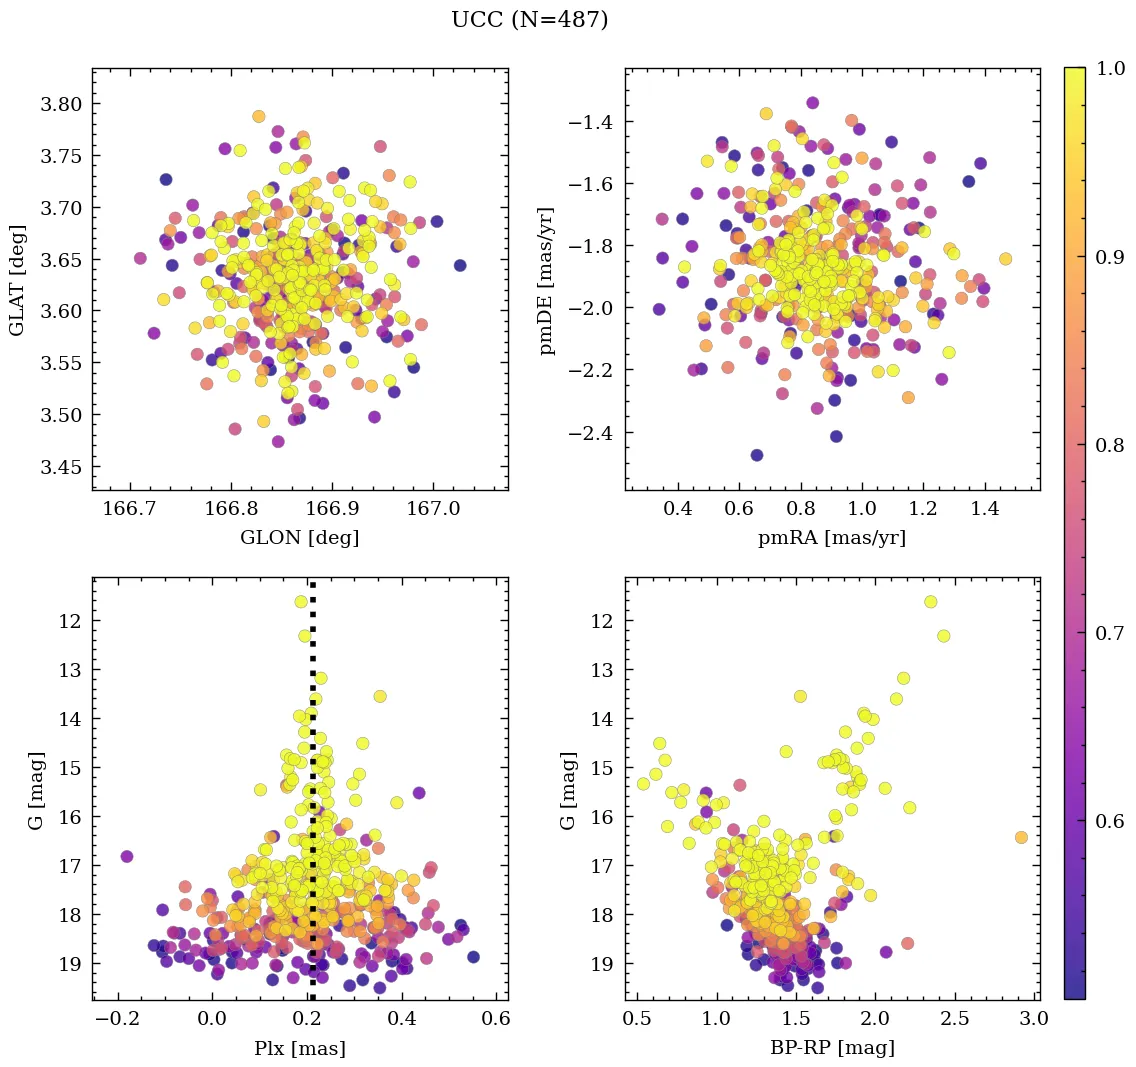 UCC (N=487)
3.80
3.75
3.70
3.65
3.60
3.55
3.50
3.45
GLAT [deg]
166.7 166.8 166.9 167.0
GLON [deg]
−1.4
−1.6
−1.8
−2.0
−2.2
−2.4
pmDE [mas/yr]
0.4 0.6 0.8 1.0 1.2 1.4
pmRA [mas/yr]
1.0
0.9
0.8
0.7
0.6
12
13
14
15
16
17
18
19
G [mag]
−0.2 0.0 0.2 0.4 0.6
Plx [mas]
12
13
14
15
16
17
18
19
G [mag]
0.5 1.0 1.5 2.0 2.5 3.0
BP-RP [mag]